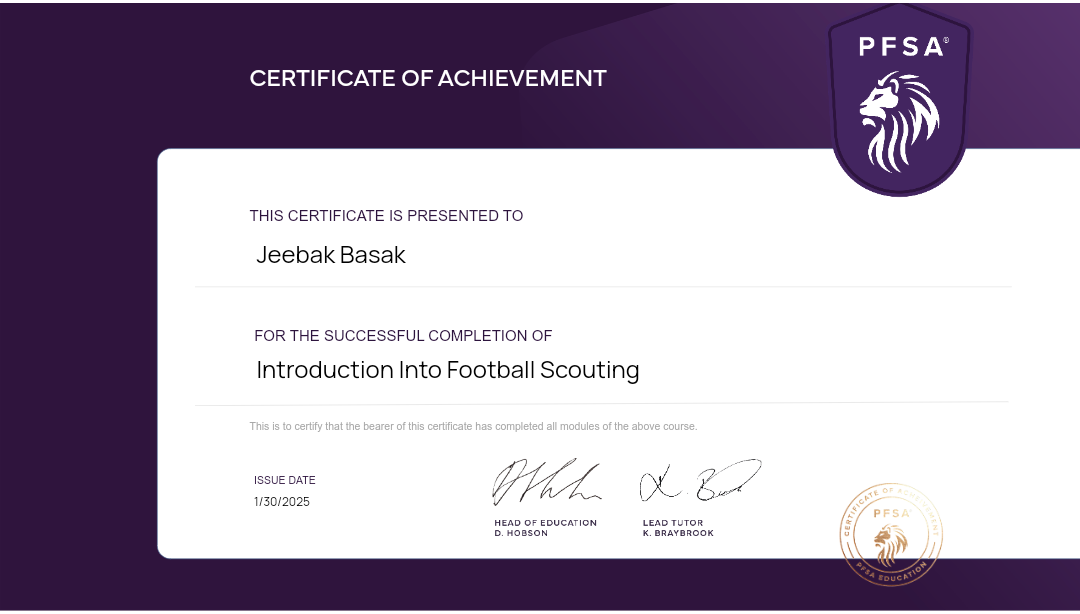 PFSA®
CERTIFICATE OF ACHIEVEMENT
THIS CERTIFICATE IS PRESENTED TO
Jeebak Basak
FOR THE SUCCESSFUL COMPLETION OF
Introduction Into Football Scouting
This is to certify that the bearer of this certificate has completed all modules of the above course.
ISSUE DATE
1/30/2025
HEAD OF EDUCATION
D. HOBSON
LEAD TUTOR
K. BRAYBROOK
CERTIFICATE OF ACHIEVEMENT
PFSA
PFSA EDUCATION